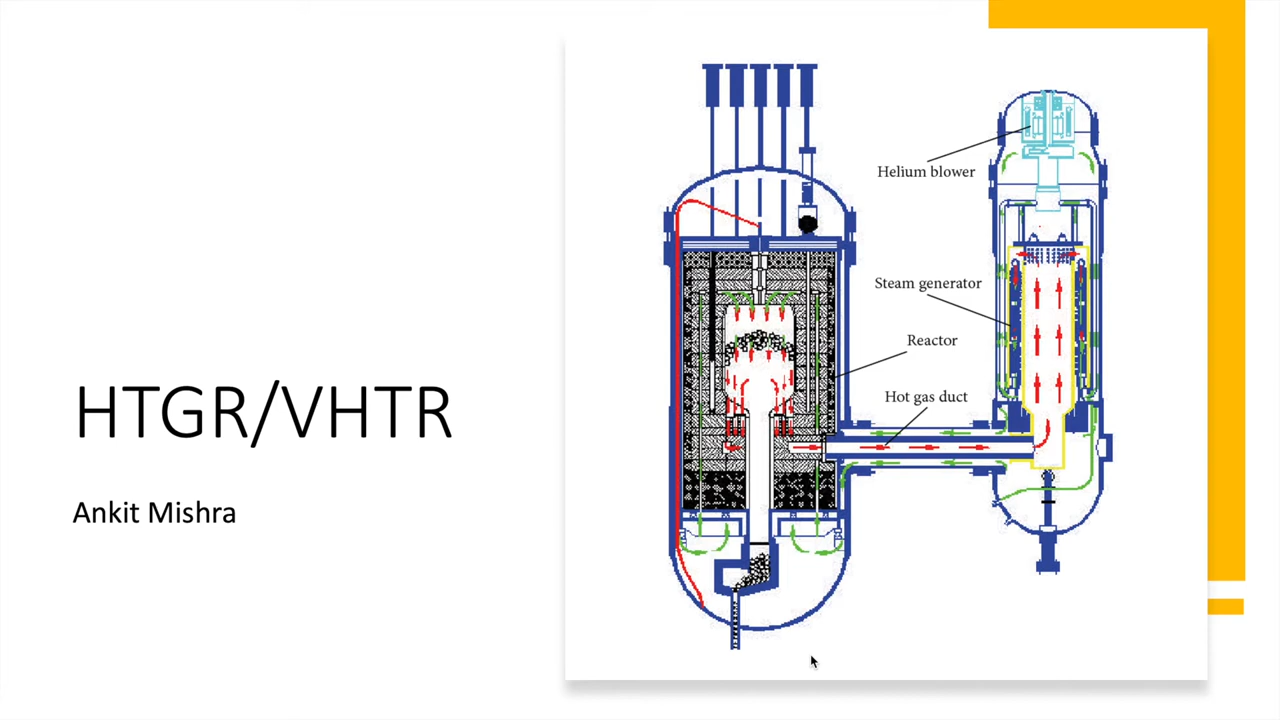 HTGR/VHTR
Ankit Mishra
Helium blower
Steam generator
Reactor
Hot gas duct